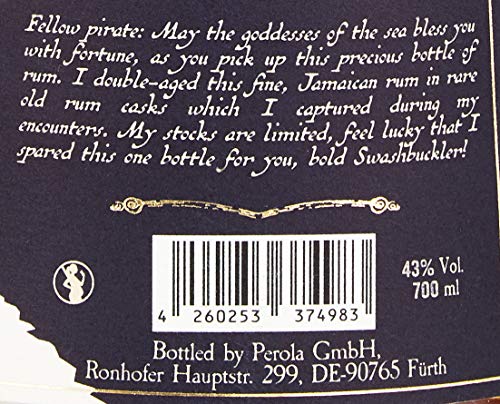 Fellow pirate: May the goddesses of the sea bless you
with fortune, as you pick up this precious bottle of
rum. I double-aged this fine, Jamaican rum in rare
old rum casks which I captured during my
encounters. My stocks are limited, feel lucky that I
spared this one bottle for you, bold Swashbuckler!
43% Vol.
700 ml
4 260253 374983
Bottled by Perola GmbH,
Ronhofer Hauptstr. 299, DE-90765 Fürth